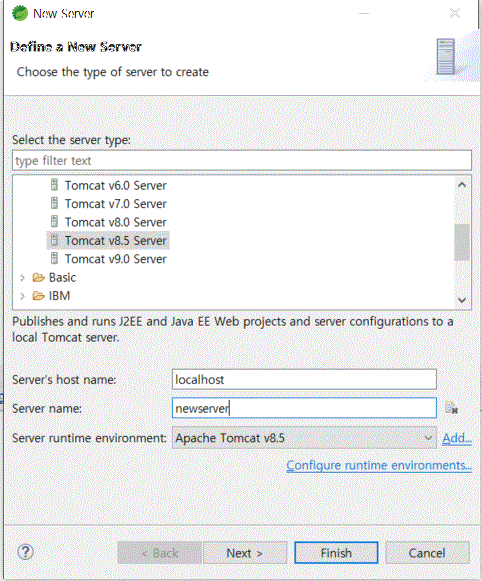 New Server
Define a New Server
Choose the type of server to create
Select the server type:
type filter text
Tomcat v6.0 Server
Tomcat v7.0 Server
Tomcat v8.0 Server
Tomcat v8.5 Server
Tomcat v9.0 Server
Basic
IBM
Publishes and runs J2EE and Java EE Web projects and server configurations to a
local Tomcat server.
Server's host name: localhost
Server name: newserver
Server runtime environment: Apache Tomcat v8.5 Add...
Configure runtime environments...
? < Back Next > Finish Cancel